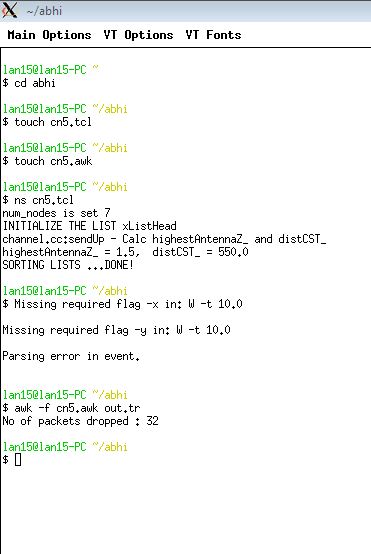 ~/abhi
Main Options VT Options VT Fonts
lan15@lan15-PC ~
$ cd abhi
lan15@lan15-PC ~/abhi
$ touch cn5.tcl
lan15@lan15-PC ~/abhi
$ touch cn5.awk
lan15@lan15-PC ~/abhi
$ ns cn5.tcl
num_nodes is set 7
INITIALIZE THE LIST xListHead
channel.cc:sendUp - Calc highestAntennaZ_ and distCST_
highestAntennaZ_ = 1.5,  distCST_ = 550.0
SORTING LISTS ...DONE!
lan15@lan15-PC ~/abhi
$ Missing required flag -x in: W -t 10.0
Missing required flag -y in: W -t 10.0
Parsing error in event.
lan15@lan15-PC ~/abhi
$ awk -f cn5.awk out.tr
No of packets dropped : 32
lan15@lan15-PC ~/abhi
$